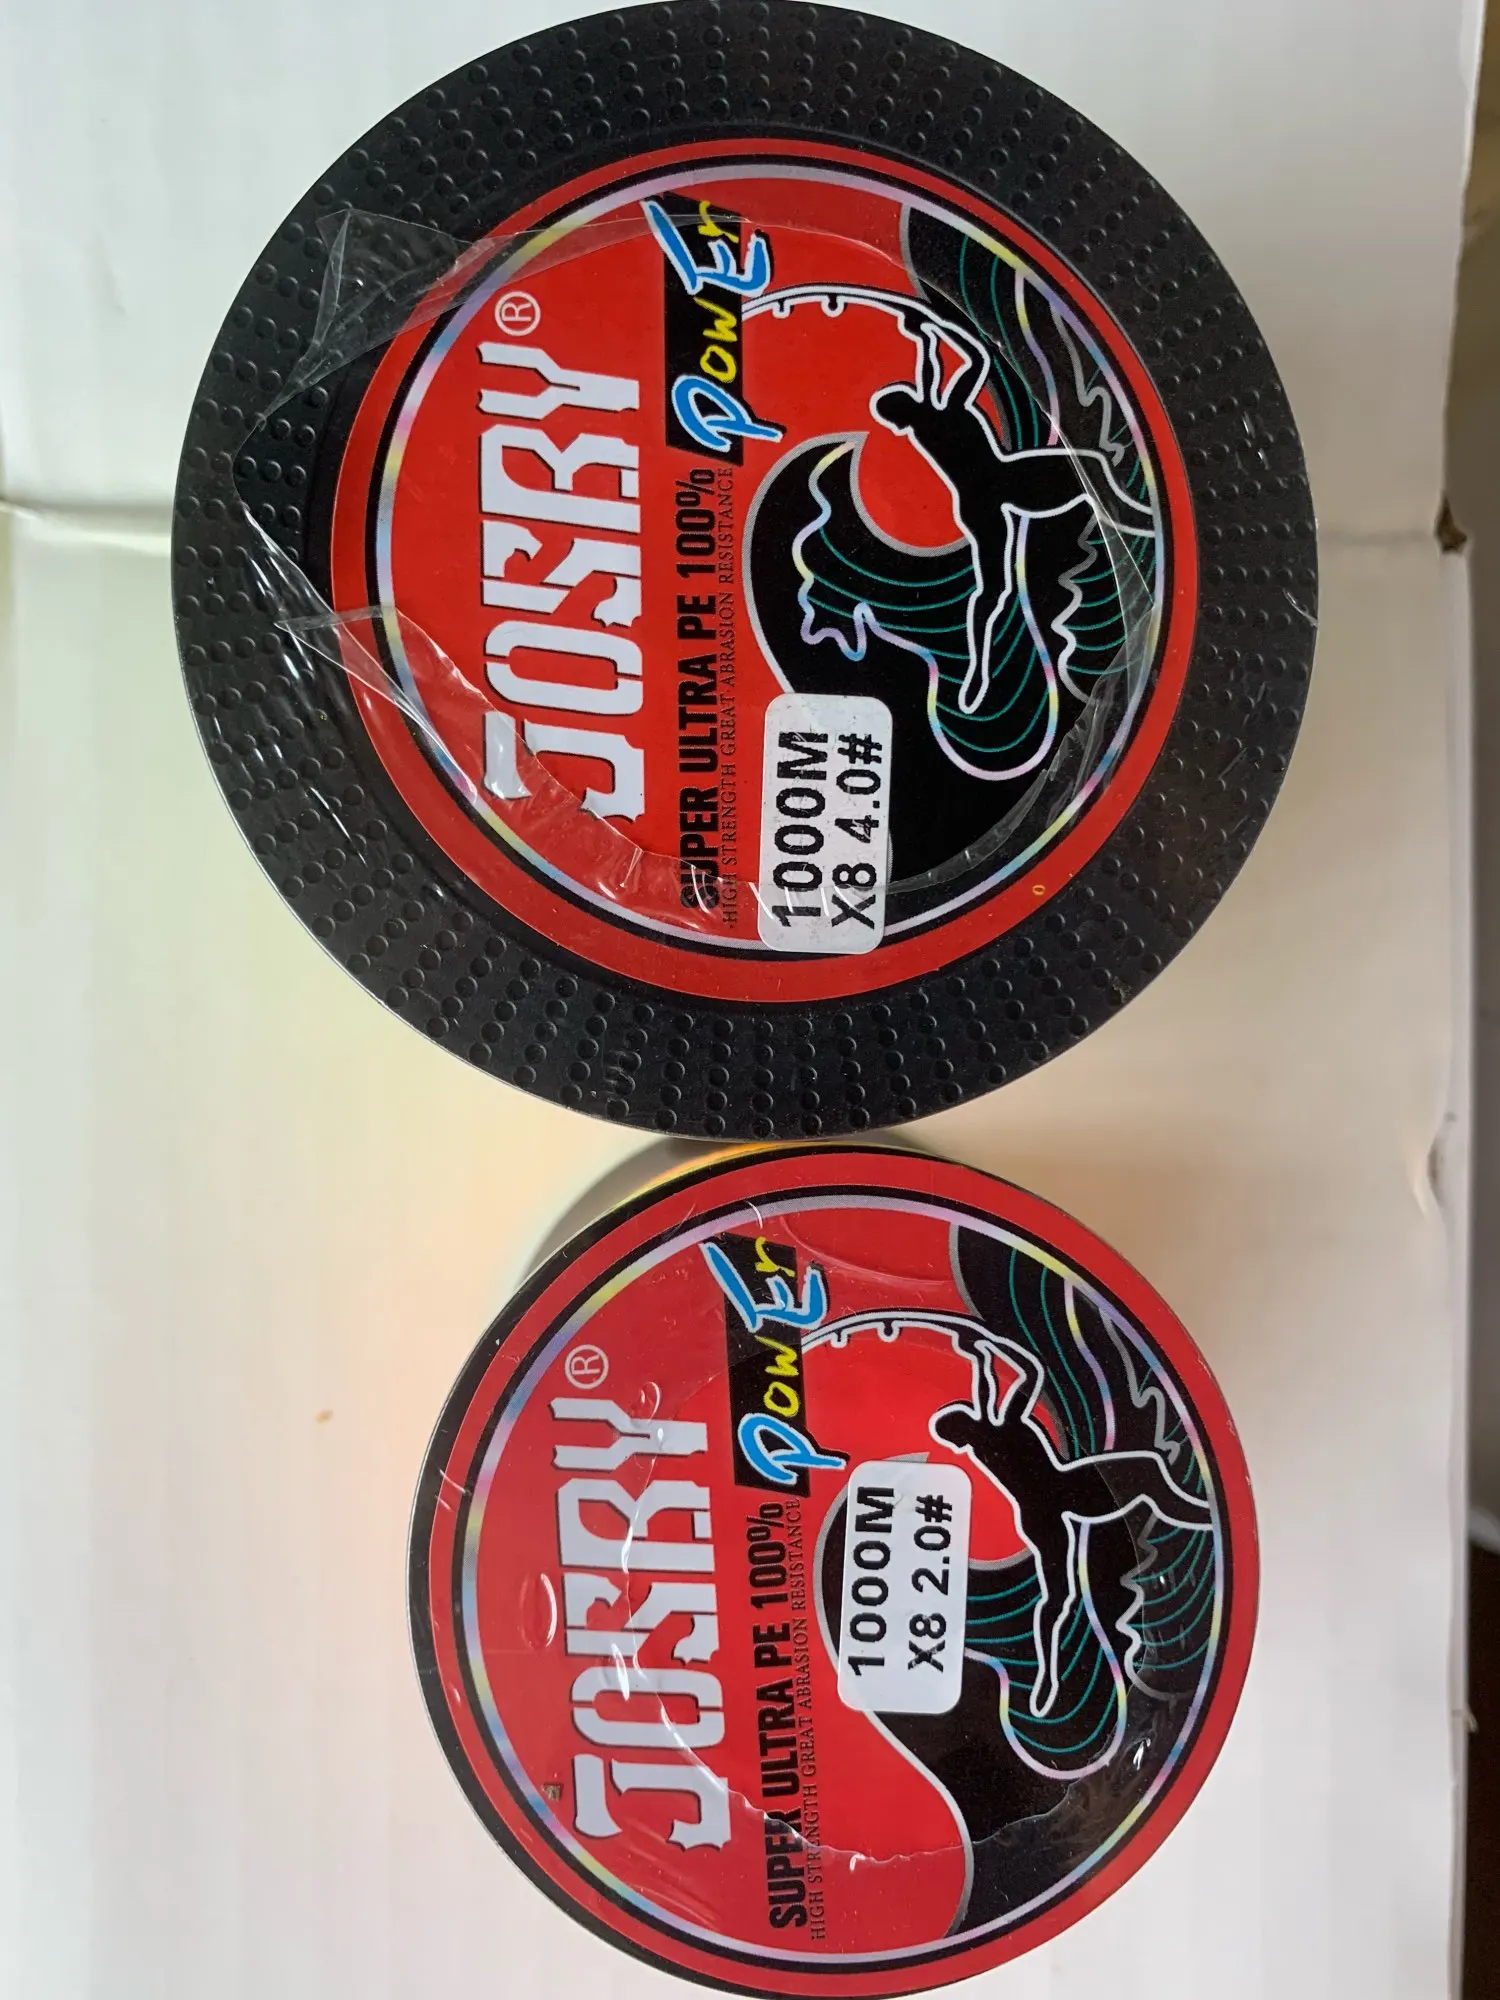 JOSBY®
SUPER ULTRA PE 100% PowEr
·HIGH STRENGTH GREAT ABRASION RESISTANCE
1000M
X8 4.0#
JOSBY®
SUPER ULTRA PE 100% PowEr
HIGH STRENGTH GREAT ABRASION RESISTANCE
1000M
X8 2.0#